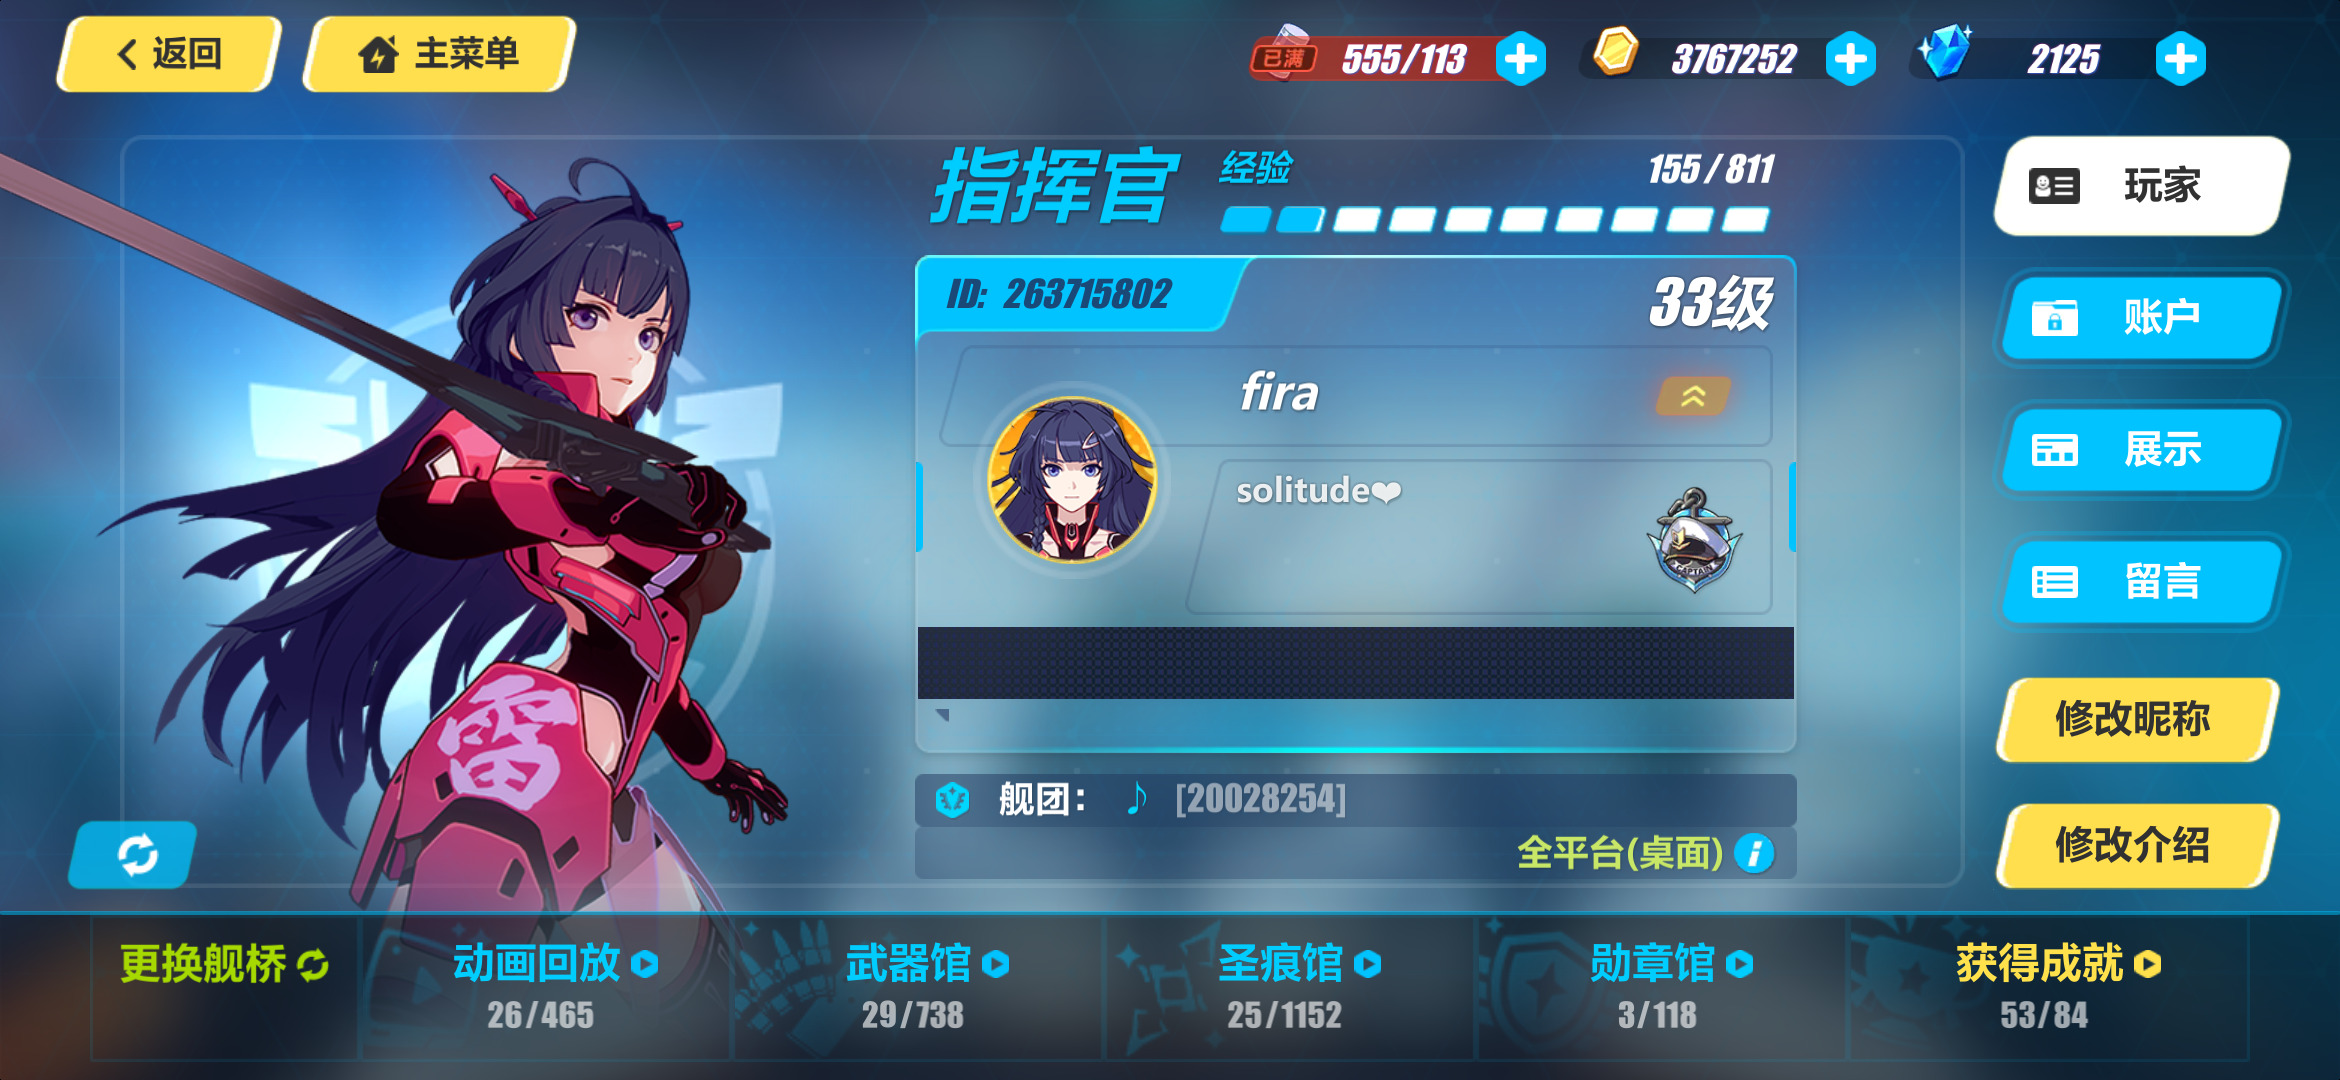 返回
主菜单
已满
555/113
3767252
2125
指挥官
经验
155/811
ID: 263715802
33级
fira
solitude❤
CAPTAIN
雷
舰团：
♪ [20028254]
全平台(桌面)
玩家
账户
展示
留言
修改昵称
修改介绍
更换舰桥
动画回放
26/465
武器馆
29/738
圣痕馆
25/1152
勋章馆
3/118
获得成就
53/84